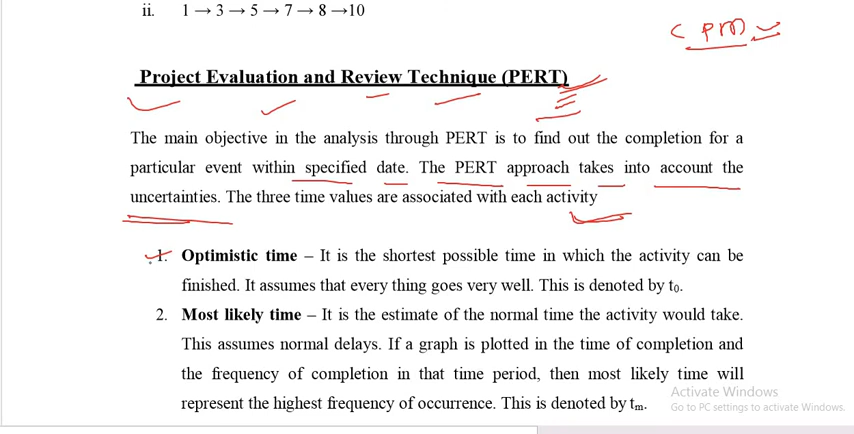 ii. 1 → 3 → 5 → 7 → 8 →10
CPM
Project Evaluation and Review Technique (PERT)
The main objective in the analysis through PERT is to find out the completion for a
particular event within specified date. The PERT approach takes into account the
uncertainties. The three time values are associated with each activity
1. Optimistic time – It is the shortest possible time in which the activity can be
finished. It assumes that every thing goes very well. This is denoted by t₀.
2. Most likely time – It is the estimate of the normal time the activity would take.
This assumes normal delays. If a graph is plotted in the time of completion and
the frequency of completion in that time period, then most likely time will
represent the highest frequency of occurrence. This is denoted by tₘ.
Activate Windows
Go to PC settings to activate Windows.